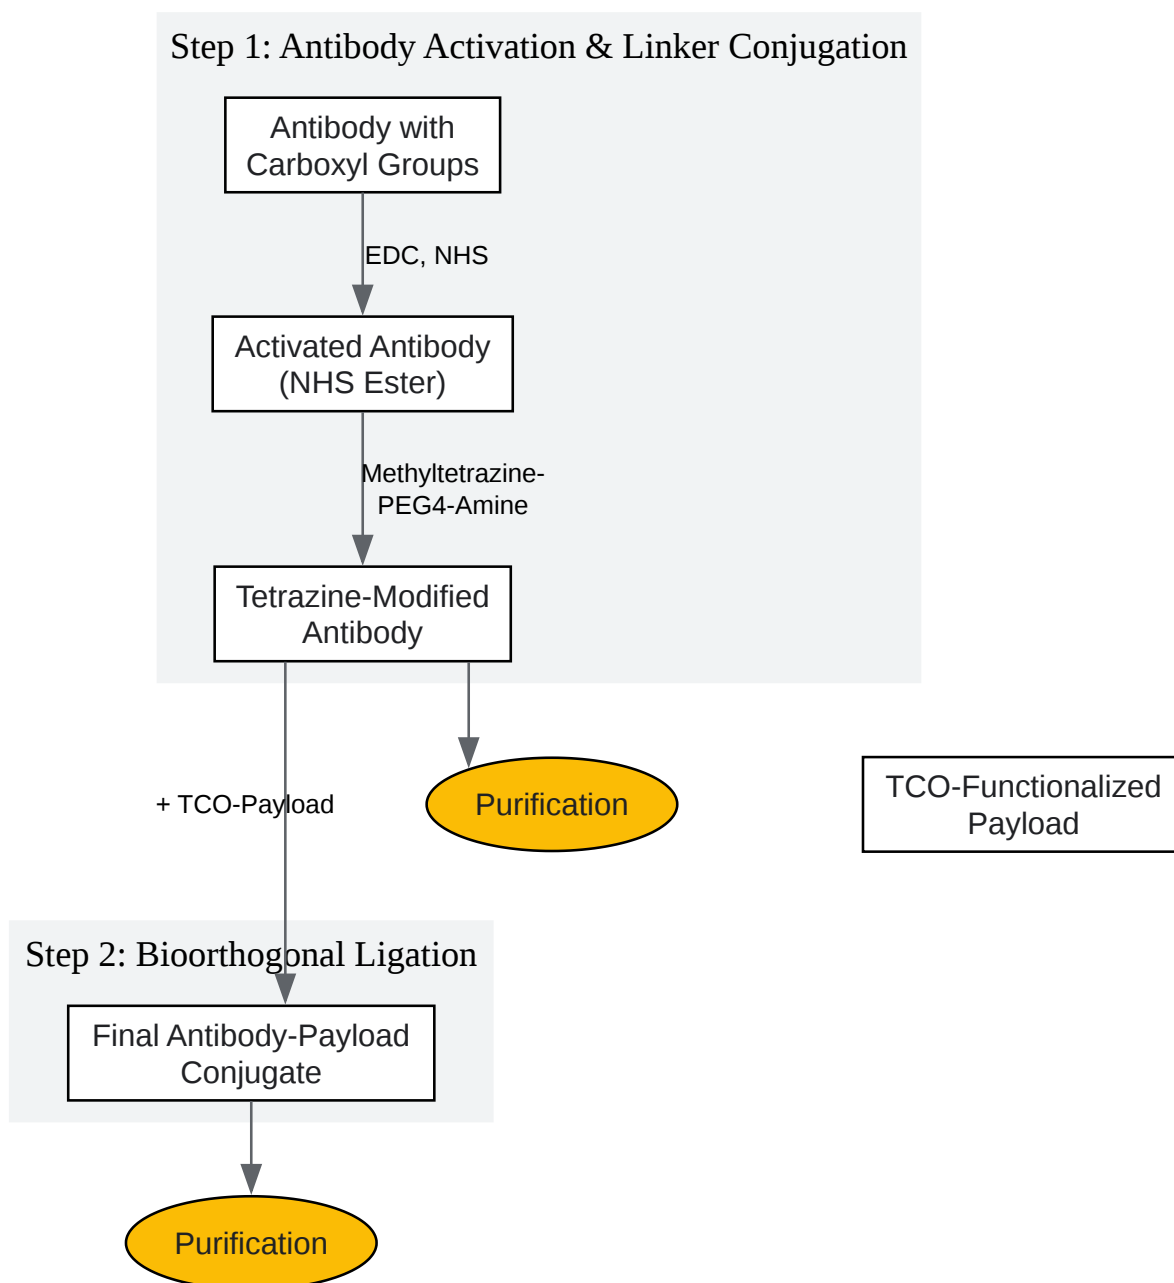 Step 1: Antibody Activation & Linker Conjugation
Antibody with
Carboxyl Groups
EDC, NHS
Activated Antibody
(NHS Ester)
Methyltetrazine-
PEG4-Amine
Tetrazine-Modified
Antibody
+ TCO-Payload
Purification
TCO-Functionalized
Payload
Step 2: Bioorthogonal Ligation
Final Antibody-Payload
Conjugate
Purification